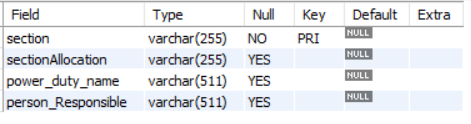 Field Type Null Key Default Extra
section varchar(255) NO PRI NULL
sectionAllocation varchar(255) YES NULL
power_duty_name varchar(511) YES NULL
person_Responsible varchar(511) YES NULL